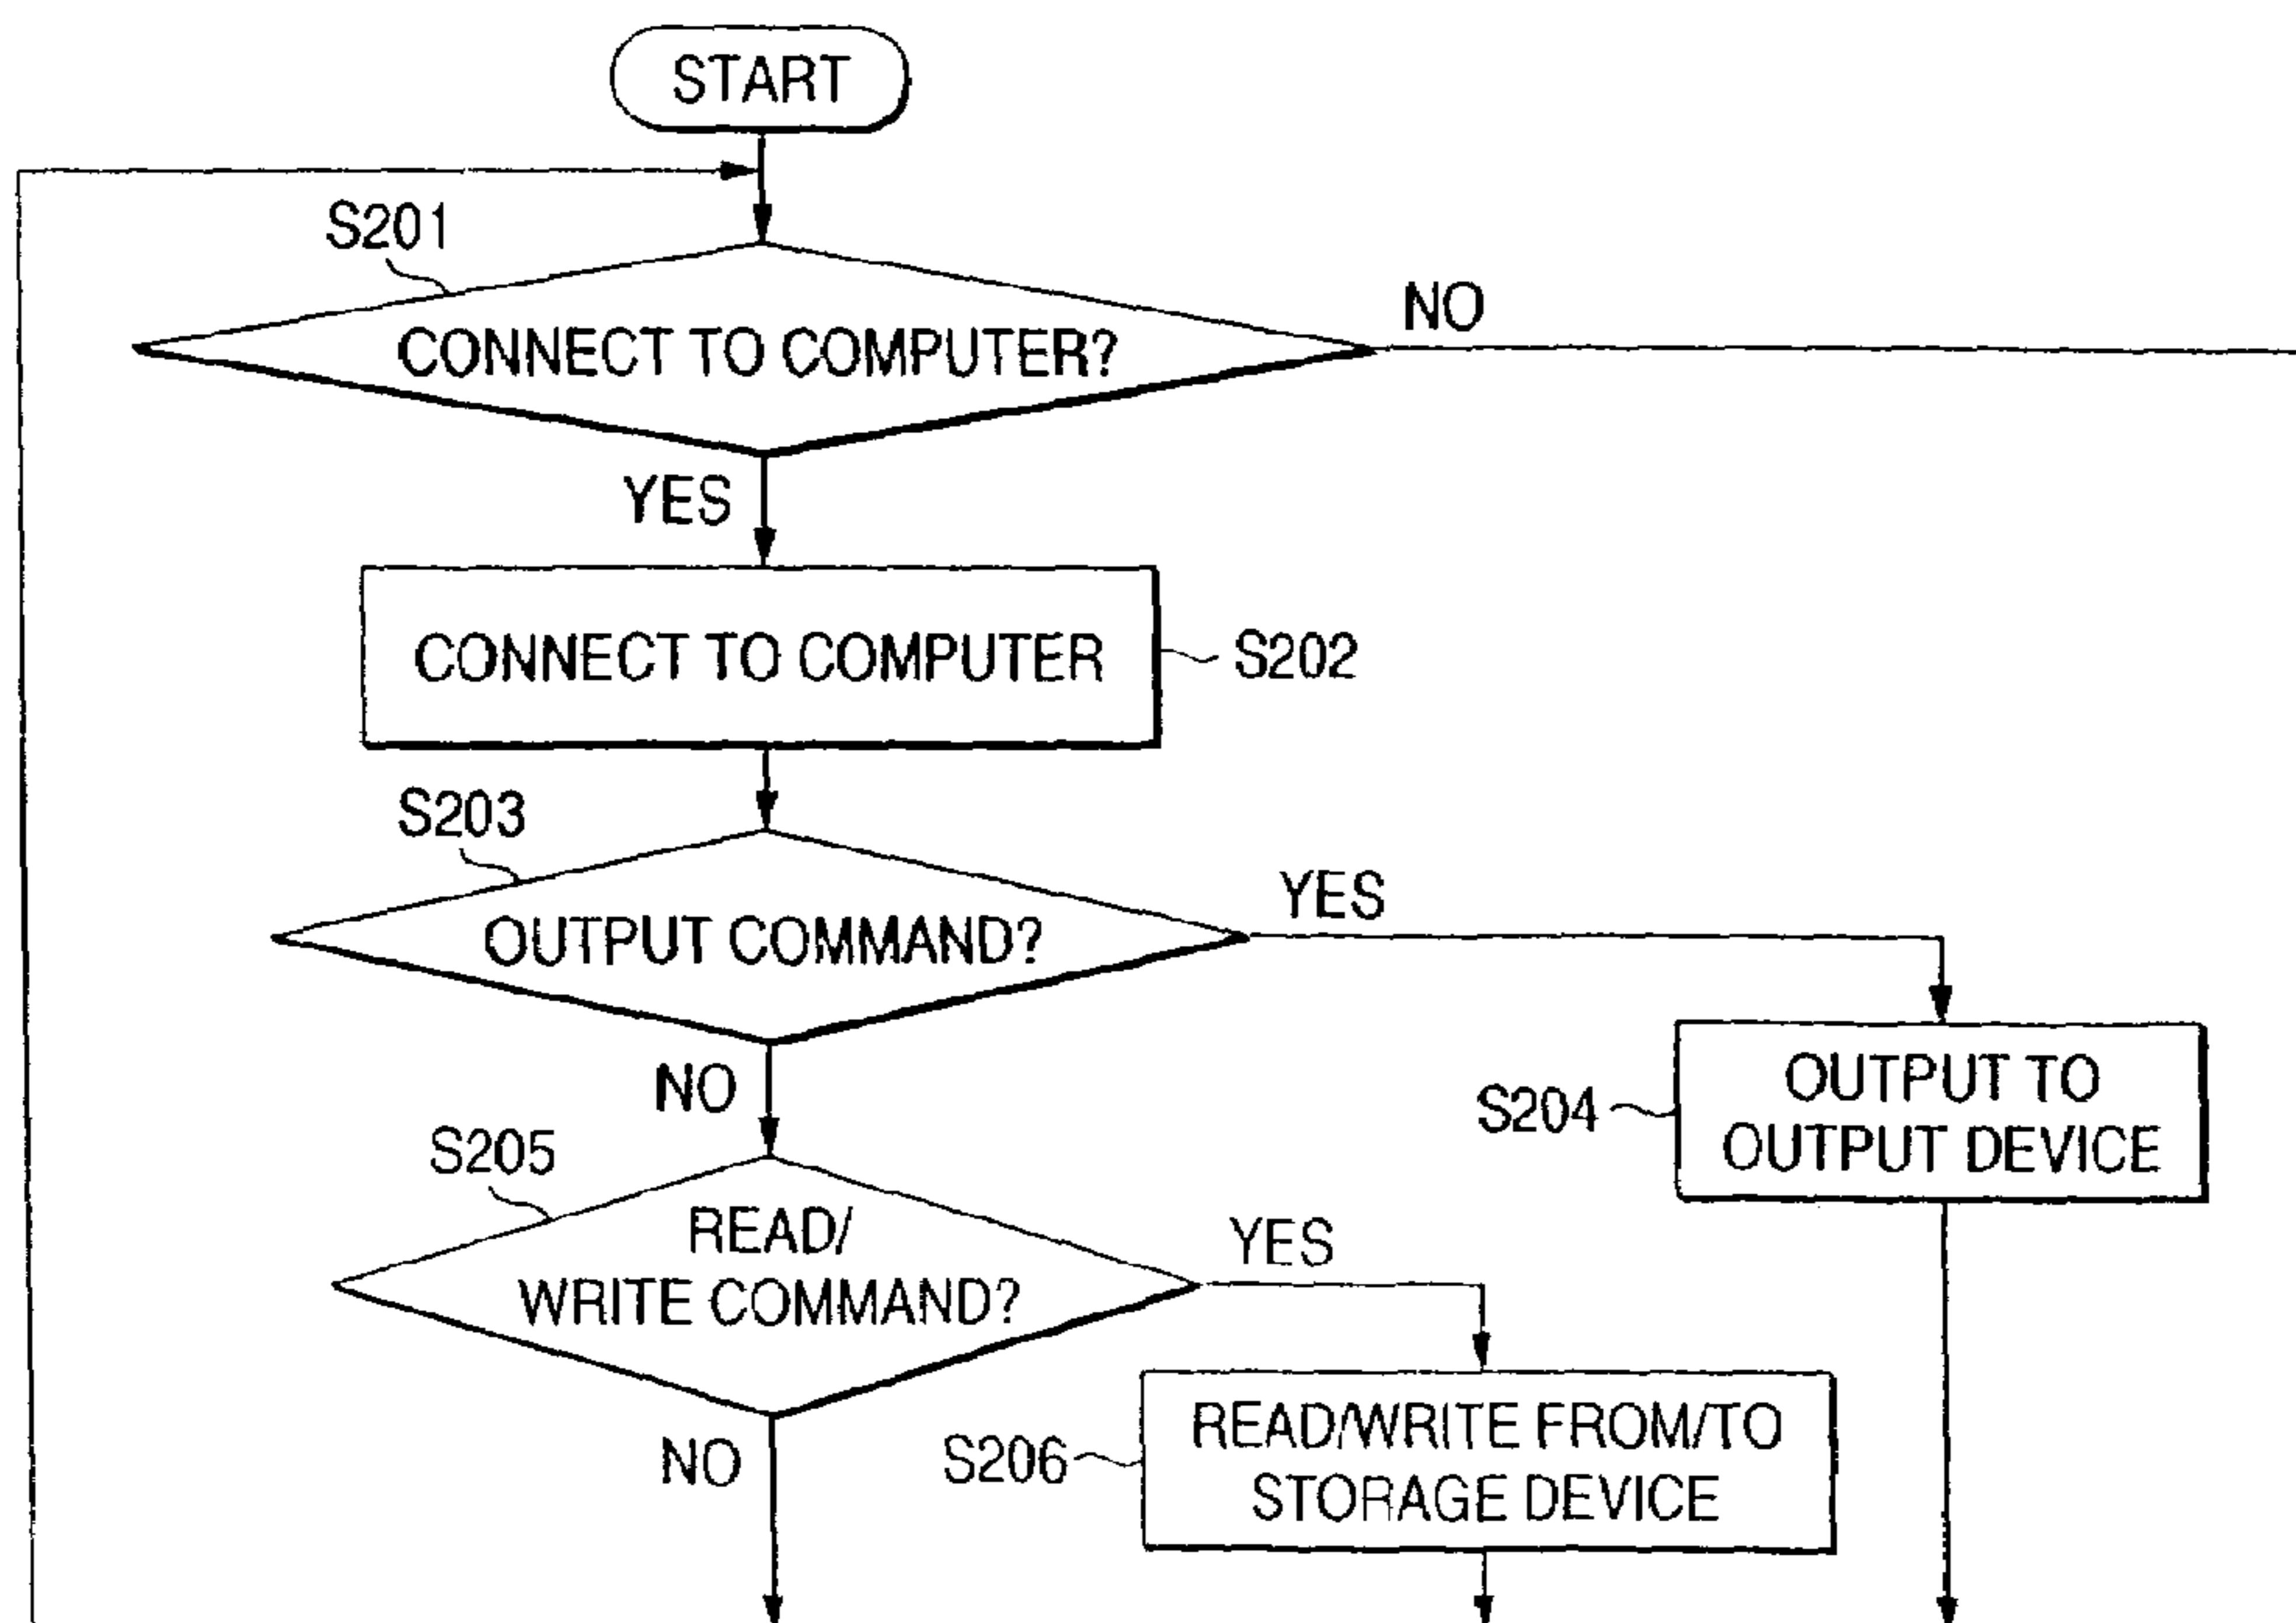 START
S201
CONNECT TO COMPUTER?
NO
YES
CONNECT TO COMPUTER
S202
S203
OUTPUT COMMAND?
YES
NO
S204
OUTPUT TO
OUTPUT DEVICE
S205
READ/
WRITE COMMAND?
YES
NO
S206
READ/WRITE FROM/TO
STORAGE DEVICE